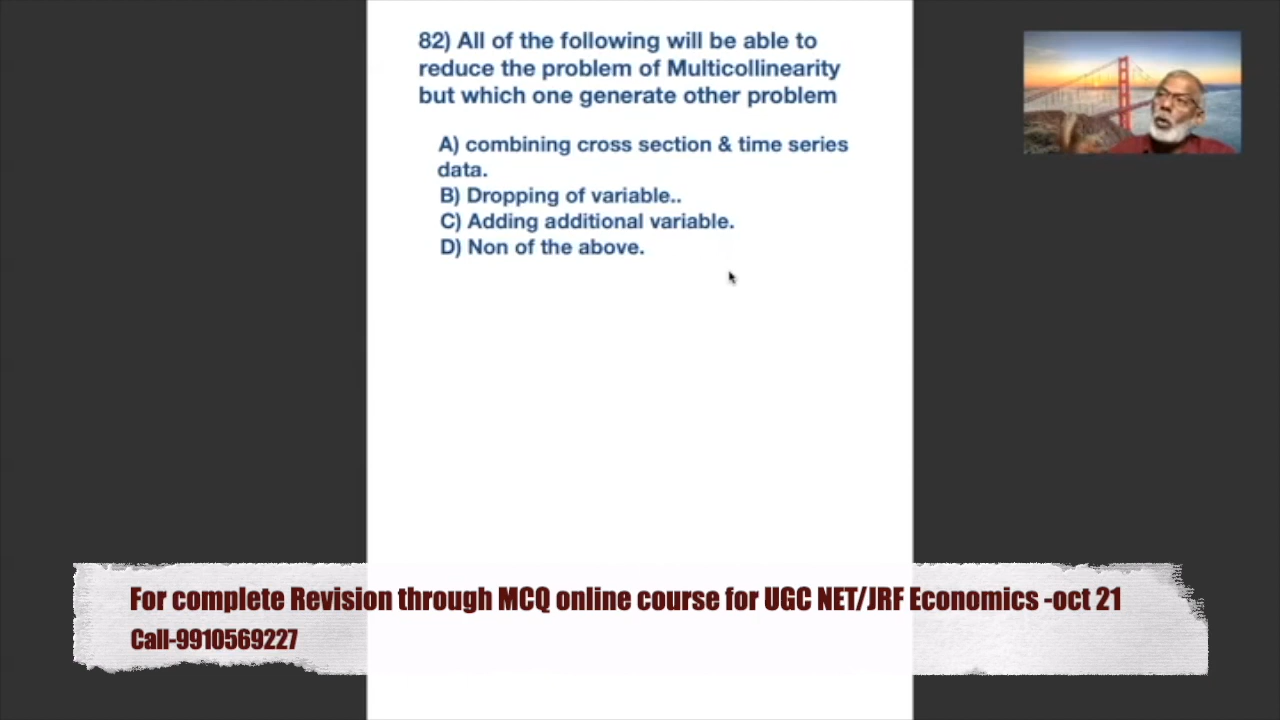 82) All of the following will be able to
reduce the problem of Multicollinearity
but which one generate other problem
A) combining cross section & time series
data.
B) Dropping of variable..
C) Adding additional variable.
D) Non of the above.
For complete Revision through MCQ online course for UGC NET/JRF Economics -oct 21
Call-9910569227